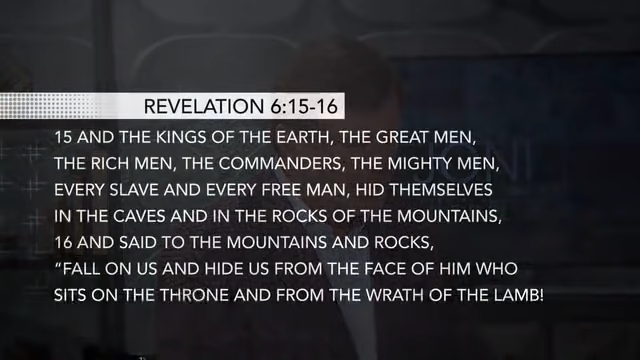 REVELATION 6:15-16
15 AND THE KINGS OF THE EARTH, THE GREAT MEN,
THE RICH MEN, THE COMMANDERS, THE MIGHTY MEN,
EVERY SLAVE AND EVERY FREE MAN, HID THEMSELVES
IN THE CAVES AND IN THE ROCKS OF THE MOUNTAINS,
16 AND SAID TO THE MOUNTAINS AND ROCKS,
“FALL ON US AND HIDE US FROM THE FACE OF HIM WHO
SITS ON THE THRONE AND FROM THE WRATH OF THE LAMB!
JONI